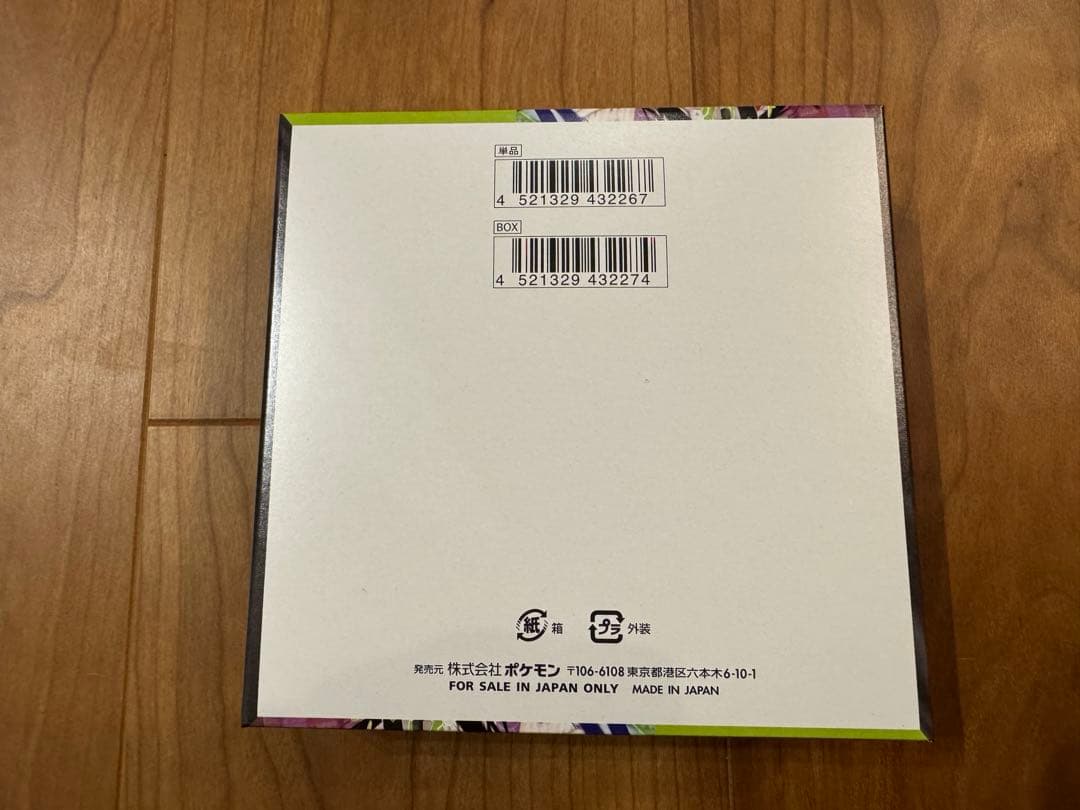 単品
4 521329 432267
BOX
4 521329 432274
紙 箱 プラ 外装
発売元 株式会社 ポケモン 〒106-6108 東京都港区六本木6-10-1
FOR SALE IN JAPAN ONLY MADE IN JAPAN